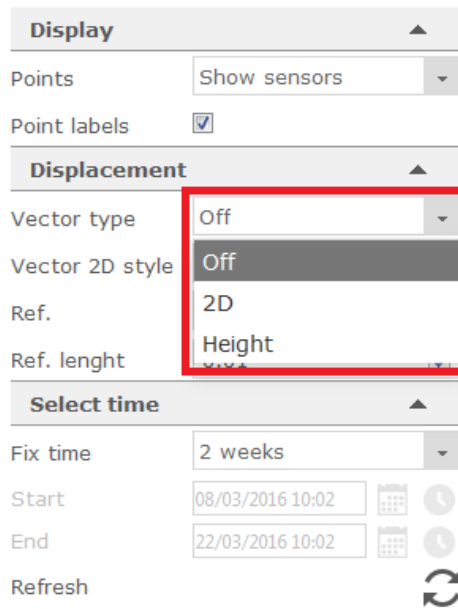 Display
Points Show sensors
Point labels
Displacement
Vector type Off
Vector 2D style Off
2D
Ref.
Height
Ref. lenght
Select time
Fix time 2 weeks
Start 08/03/2016 10:02
End 22/03/2016 10:02
Refresh